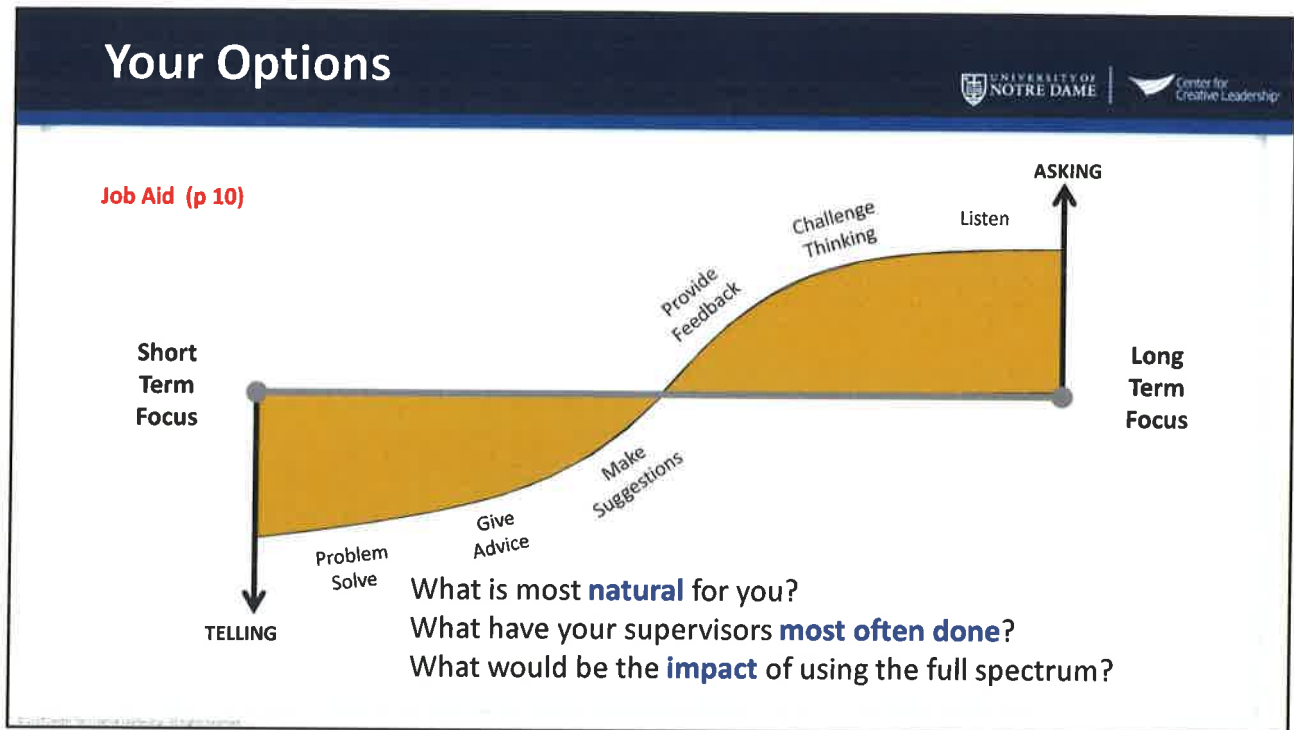 Your Options
UNIVERSITY OF
NOTRE DAME
Center for
Creative Leadership
Job Aid (p 10)
ASKING
Challenge
Thinking
Listen
Provide
Feedback
Short
Term
Focus
Long
Term
Focus
Make
Suggestions
Give
Advice
Problem
Solve
TELLING
What is most natural for you?
What have your supervisors most often done?
What would be the impact of using the full spectrum?